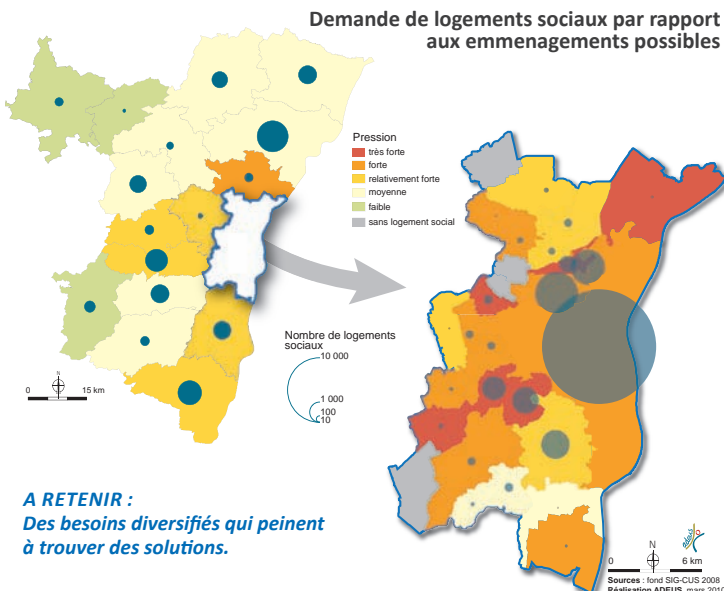 Demande de logements sociaux par rapport
aux emmenagements possibles
Pression
très forte
forte
relativement forte
moyenne
faible
sans logement social
Nombre de logements
sociaux
10 000
1 000
100
10
N
0 15 km
A RETENIR :
Des besoins diversifiés qui peinent
à trouver des solutions.
N
adeus
0 6 km
Sources : fond SIG-CUS 2008
Réalisation ADEUS, mars 2010